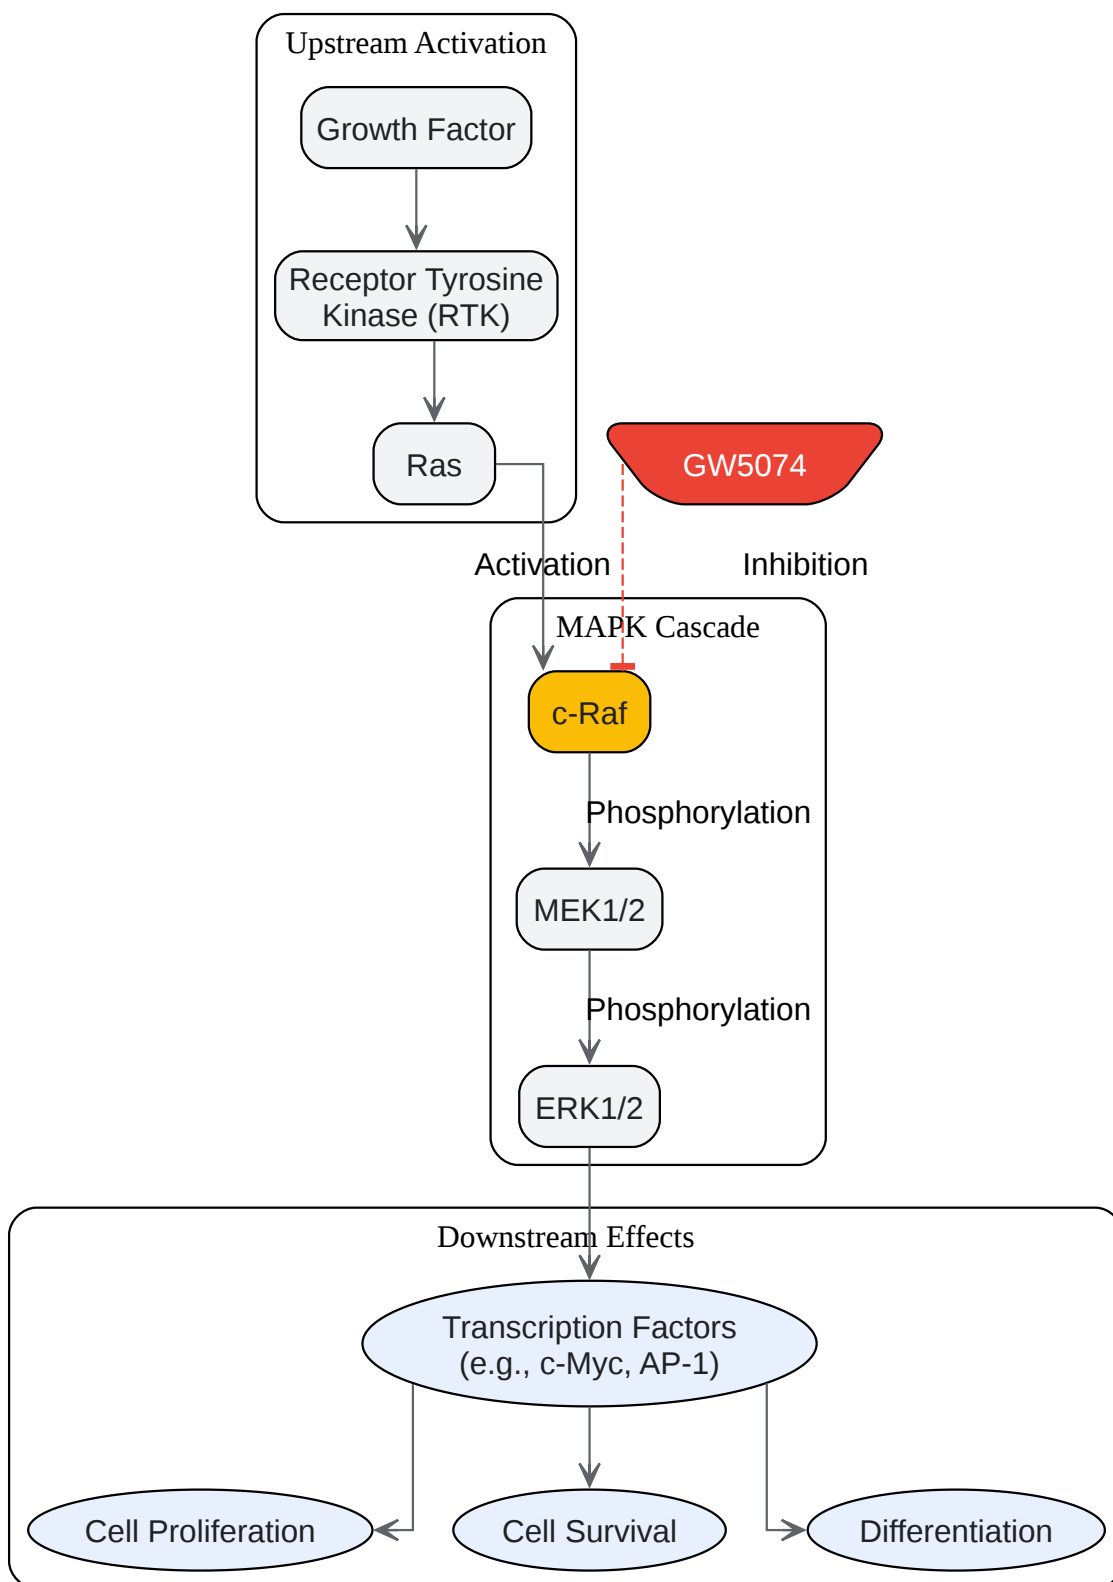 Upstream Activation
Growth Factor
Receptor Tyrosine
Kinase (RTK)
Ras
GW5074
Activation
Inhibition
MAPK Cascade
c-Raf
Phosphorylation
MEK1/2
Phosphorylation
ERK1/2
Downstream Effects
Transcription Factors
(e.g., c-Myc, AP-1)
Cell Proliferation
Cell Survival
Differentiation